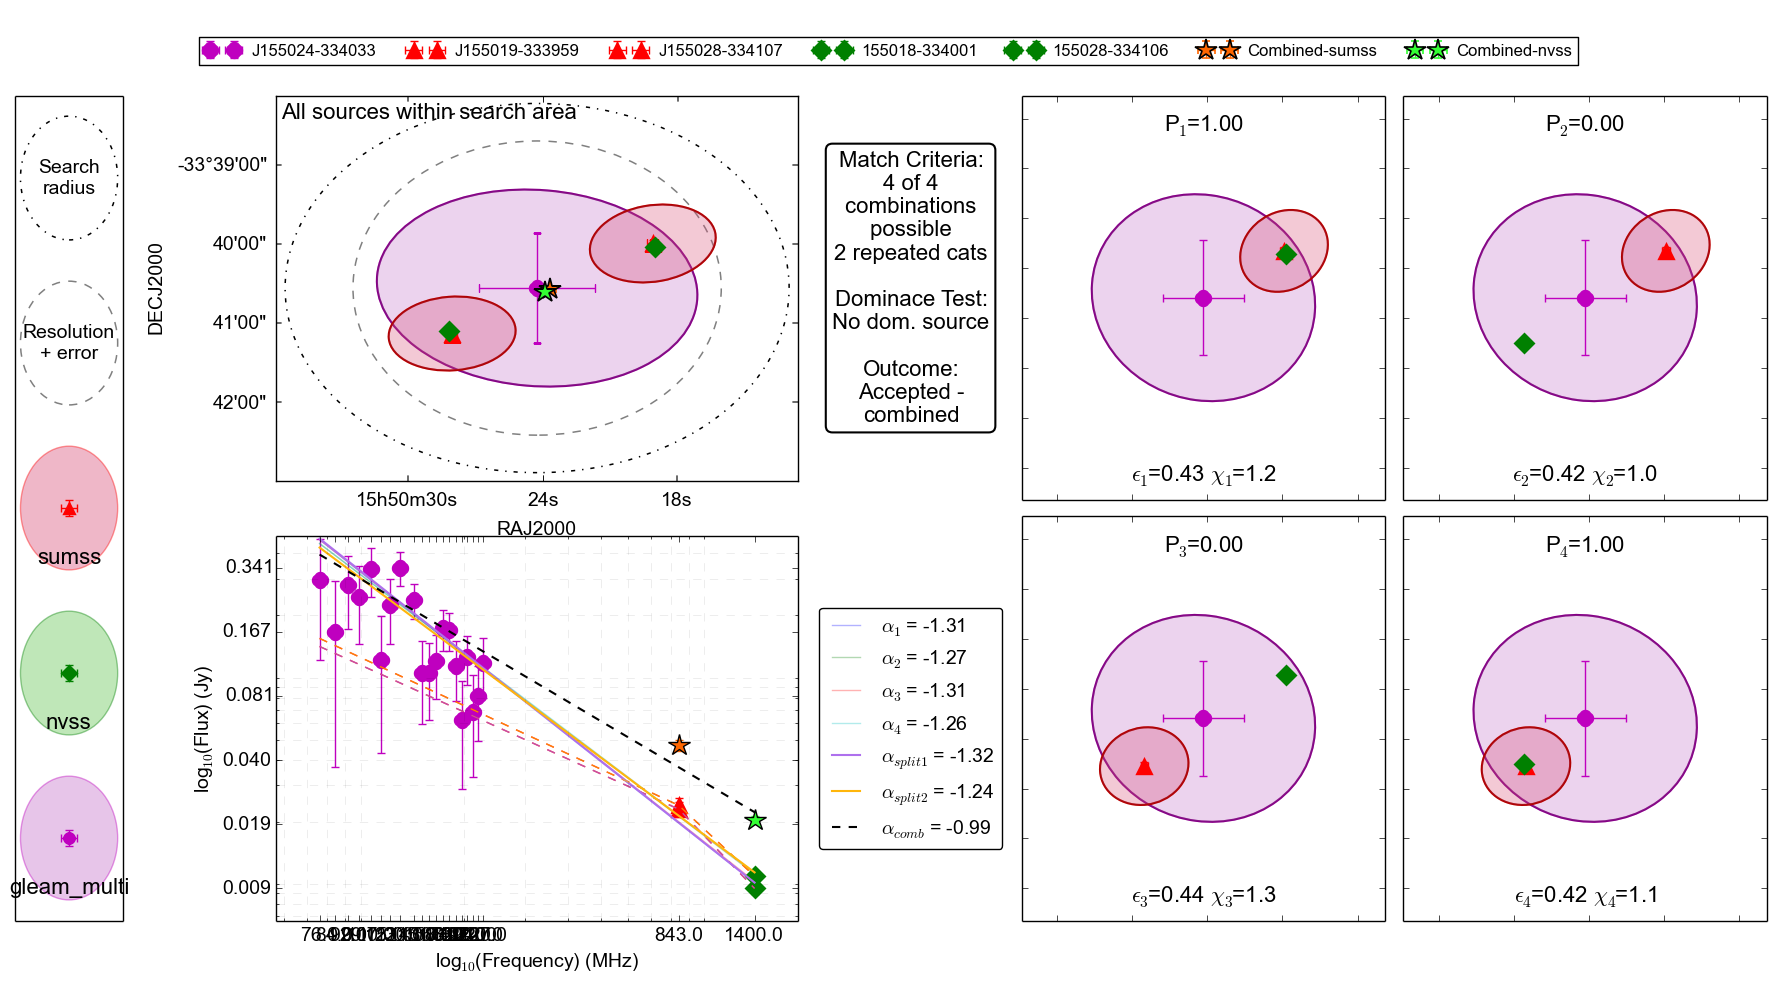 J155024-334033 J155019-333959 J155028-334107 155018-334001 155028-334106 Combined-sumss Combined-nvss
Search
radius
Resolution
+ error
sumss
nvss
gleam_multi
All sources within search area
DECJ2000
-33°39'00"
40'00"
41'00"
42'00"
15h50m30s 24s 18s
RAJ2000
Match Criteria:
4 of 4
combinations
possible
2 repeated cats
Dominace Test:
No dom. source
Outcome:
Accepted -
combined
P1=1.00
ϵ1=0.43 χ1=1.2
P2=0.00
ϵ2=0.42 χ2=1.0
log10(Flux) (Jy)
0.341
0.167
0.081
0.040
0.019
0.009
843.0 1400.0
log10(Frequency) (MHz)
α1 = -1.31
α2 = -1.27
α3 = -1.31
α4 = -1.26
αsplit1 = -1.32
αsplit2 = -1.24
αcomb = -0.99
P3=0.00
ϵ3=0.44 χ3=1.3
P4=1.00
ϵ4=0.42 χ4=1.1